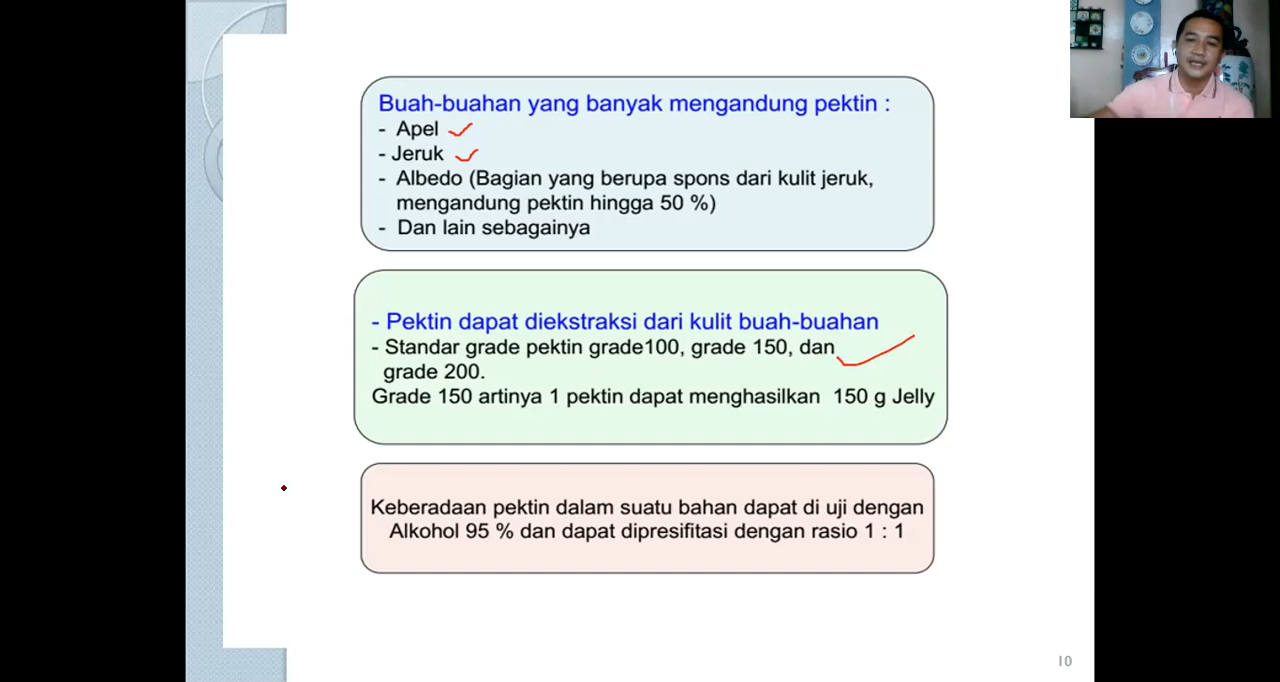 Buah-buahan yang banyak mengandung pektin :
- Apel
- Jeruk
- Albedo (Bagian yang berupa spons dari kulit jeruk,
mengandung pektin hingga 50 %)
- Dan lain sebagainya
- Pektin dapat diekstraksi dari kulit buah-buahan
- Standar grade pektin grade100, grade 150, dan
grade 200.
Grade 150 artinya 1 pektin dapat menghasilkan 150 g Jelly
Keberadaan pektin dalam suatu bahan dapat di uji dengan
Alkohol 95 % dan dapat dipresifitasi dengan rasio 1 : 1
10